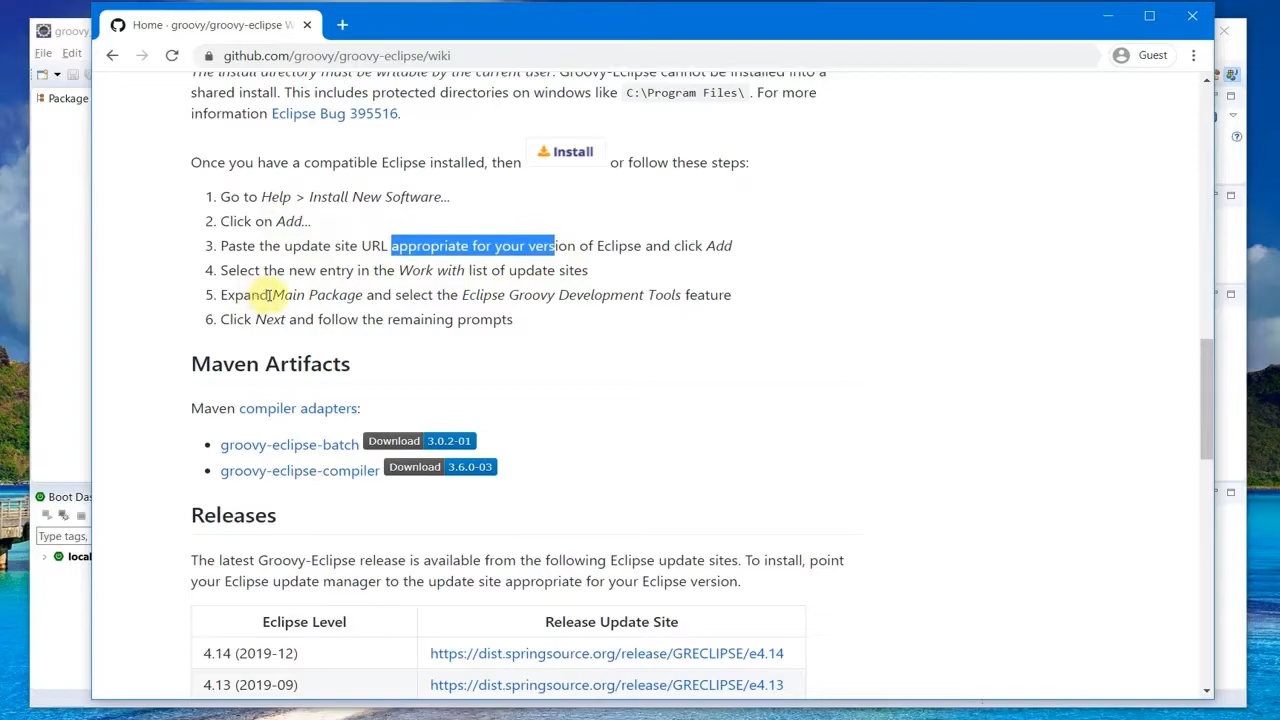 groovy
File Edit
Package
Boot Das
Type tags,
local
Home · groovy/groovy-eclipse W
github.com/groovy/groovy-eclipse/wiki
Guest
The install directory must be writable by the current user. Groovy-Eclipse cannot be installed into a
shared install. This includes protected directories on windows like C:\Program Files\ . For more
information Eclipse Bug 395516.
Once you have a compatible Eclipse installed, then Install or follow these steps:
1. Go to Help > Install New Software...
2. Click on Add...
3. Paste the update site URL appropriate for your version of Eclipse and click Add
4. Select the new entry in the Work with list of update sites
5. Expand Main Package and select the Eclipse Groovy Development Tools feature
6. Click Next and follow the remaining prompts
Maven Artifacts
Maven compiler adapters:
groovy-eclipse-batch Download 3.0.2-01
groovy-eclipse-compiler Download 3.6.0-03
Releases
The latest Groovy-Eclipse release is available from the following Eclipse update sites. To install, point
your Eclipse update manager to the update site appropriate for your Eclipse version.
Eclipse Level Release Update Site
4.14 (2019-12) https://dist.springsource.org/release/GRECLIPSE/e4.14
4.13 (2019-09) https://dist.springsource.org/release/GRECLIPSE/e4.13